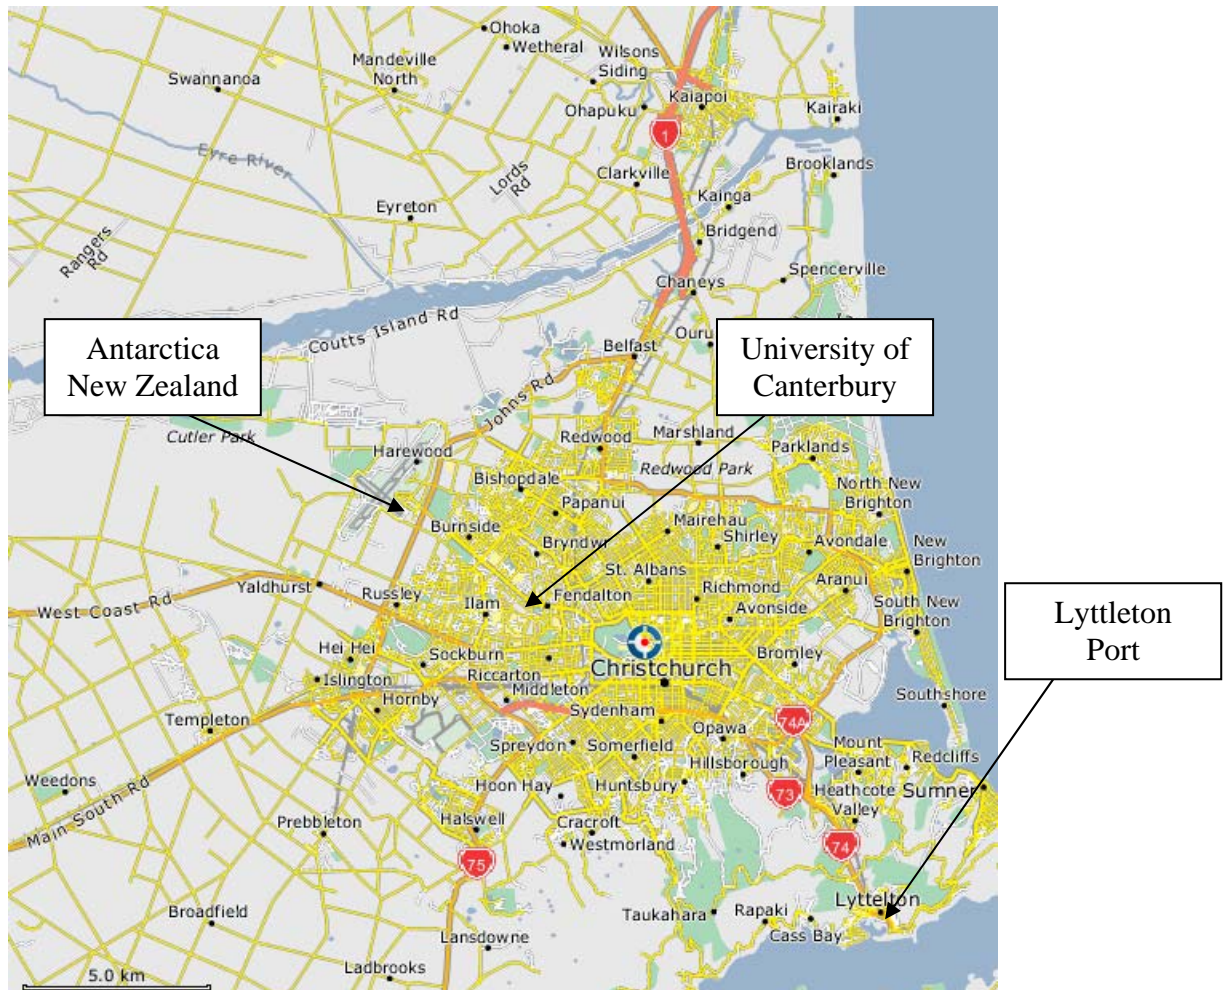 Ohoka
Wetheral
Wilsons
Siding
Mandeville
North
Swannanoa
Ohapuku
Kaiapoi
Kairaki
1
Eyre River
Brooklands
Lords
Rd
Clarkville
Kainga
Eyreton
Bridgend
Rangers
Rd
Spencerville
Chaneys
Coutts Island Rd
Antarctica
New Zealand
Belfast
University of
Canterbury
Johns Rd
Cutler Park
Harewood
Redwood
Marshland
Parklands
Redwood Park
Bishopdale
North New
Brighton
Papanui
Burnside
Mairehau
Shirley
Bryndwr
Avondale
New
Brighton
St. Albans
Yaldhurst
Russley
Ilam
Fendalton
Richmond
Aranui
Avonside
South New
Brighton
West Coast Rd
Lyttleton
Port
Hei Hei
Sockburn
Christchurch
Bromley
Islington
Riccarton
Middleton
Hornby
Southshore
Templeton
Sydenham
Opawa
74A
Spreydon
Somerfield
Mount
Pleasant
Redcliffs
Hillsborough
Weedons
Main South Rd
Hoon Hay
Huntsbury
73
Heathcote
Valley
Sumner
Prebbleton
Halswell
Cracroft
Westmorland
74
75
Lyttelton
Broadfield
Taukahara
Rapaki
Cass Bay
Lansdowne
Ladbrooks
5.0 km